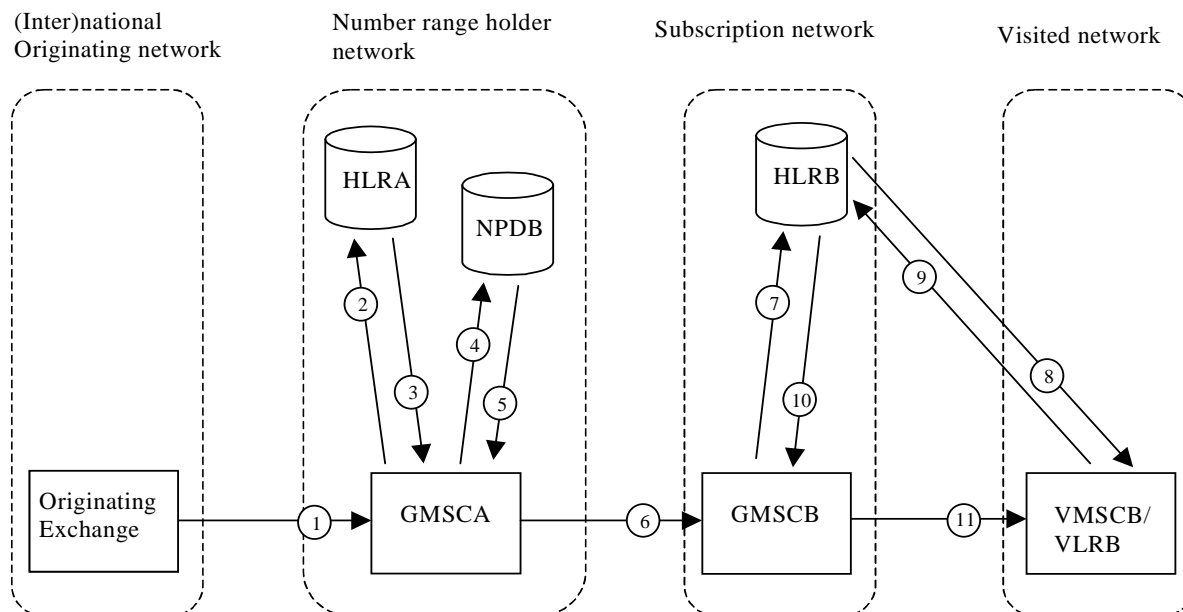 (Inter)national
Originating network
Number range holder
network
Subscription network
Visited network
HLRA
NPDB
HLRB
2
4
3
5
7
10
9
8
Originating
Exchange
1
GMSCA
6
GMSCB
11
VMSCB/
VLRB